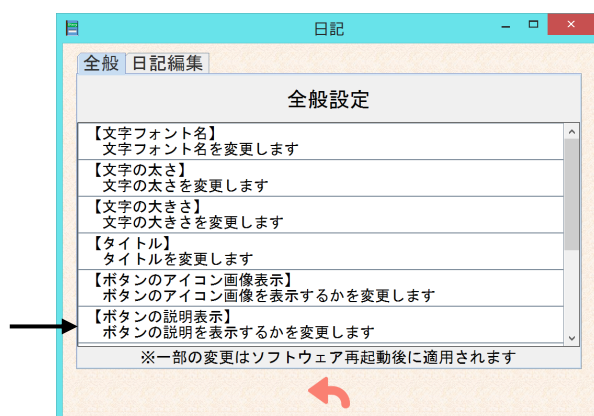 日記
全般 日記編集
全般設定
【文字フォント名】
文字フォント名を変更します
【文字の太さ】
文字の太さを変更します
【文字の大きさ】
文字の大きさを変更します
【タイトル】
タイトルを変更します
【ボタンのアイコン画像表示】
ボタンのアイコン画像を表示するかを変更します
【ボタンの説明表示】
ボタンの説明を表示するかを変更します
※一部の変更はソフトウェア再起動後に適用されます